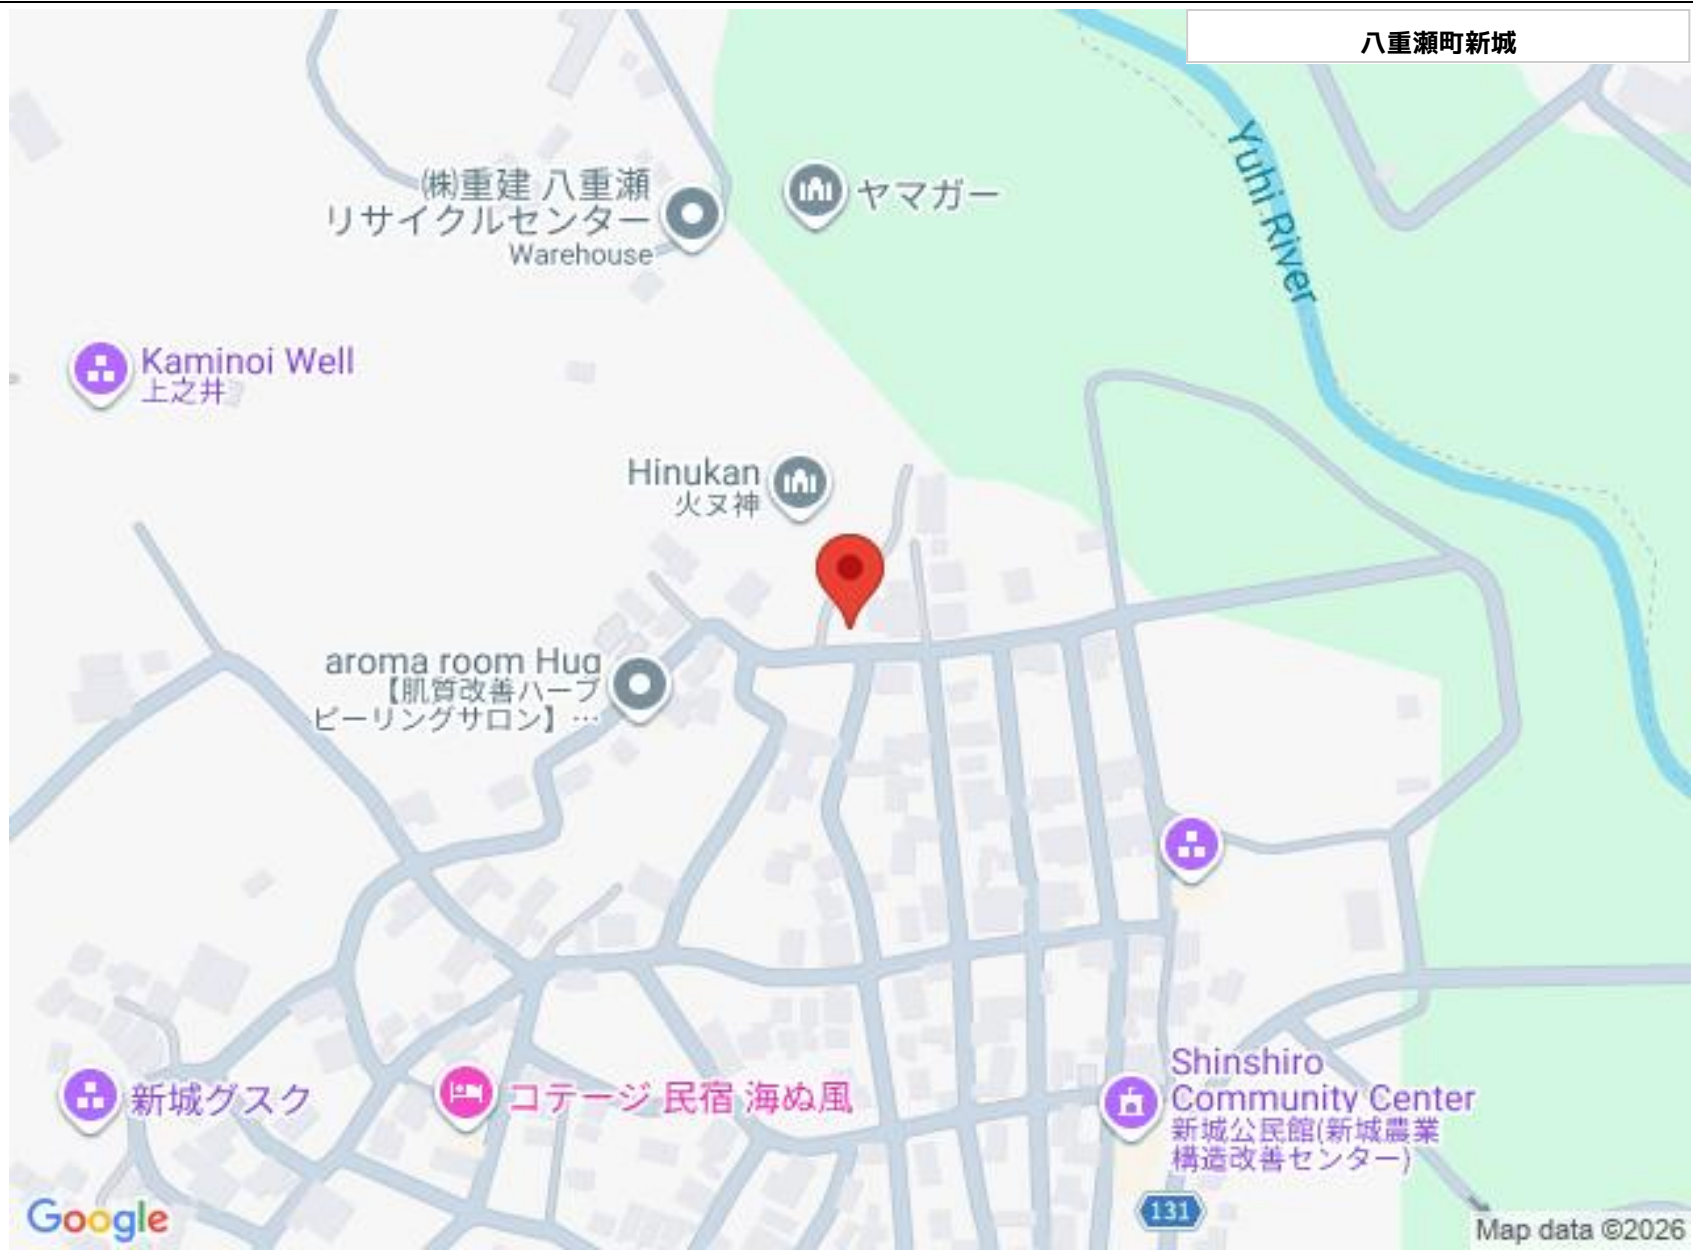 八重瀬町新城
Yuhi River
㈱重建 八重瀬
リサイクルセンター
Warehouse
ヤマガー
Kaminoi Well
上之井
Hinukan
火ヌ神
aroma room Hug
【肌質改善ハーブ
ピーリングサロン】…
Shinshiro
Community Center
新城公民館(新城農業
構造改善センター)
新城グスク
コテージ 民宿 海ぬ風
131
Google
Map data ©2026